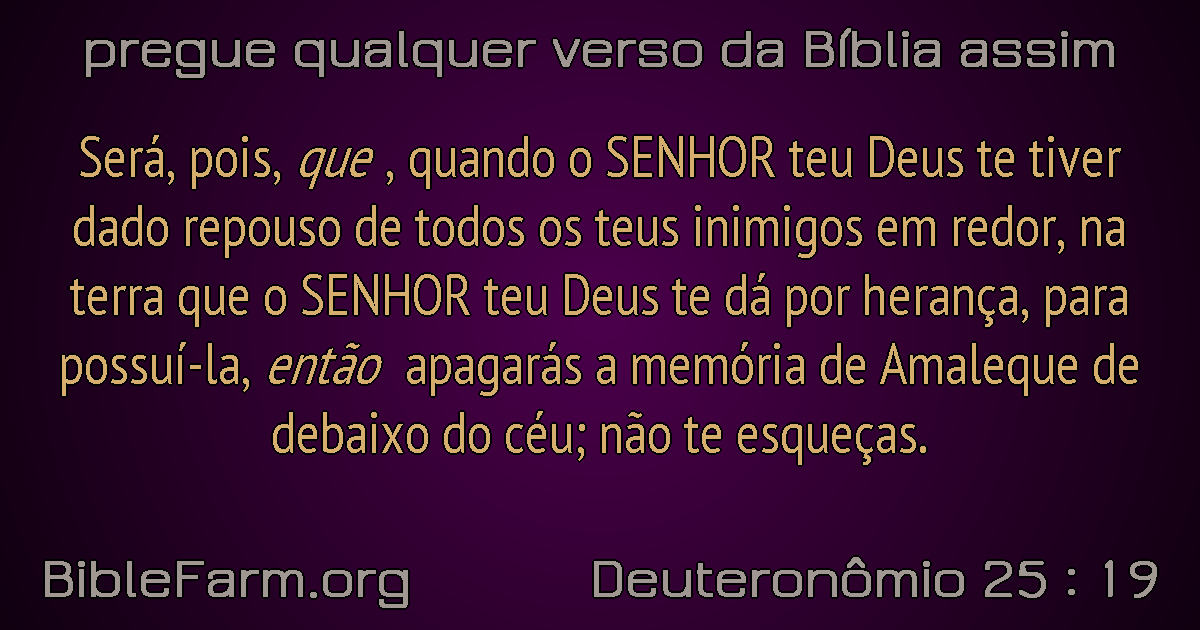 pregue qualquer verso da Bíblia assim
Será, pois, que , quando o SENHOR teu Deus te tiver
dado repouso de todos os teus inimigos em redor, na
terra que o SENHOR teu Deus te dá por herança, para
possuí-la, então apagarás a memória de Amaleque de
debaixo do céu; não te esqueças.
BibleFarm.org Deuteronômio 25 : 19